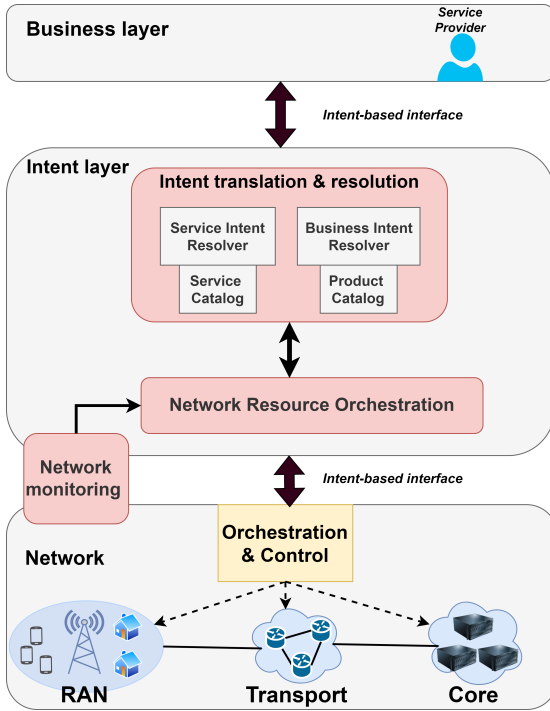 Business layer
Service
Provider
Intent-based interface
Intent layer
Intent translation & resolution
Service Intent
Resolver
Business Intent
Resolver
Service
Catalog
Product
Catalog
Network Resource Orchestration
Network
monitoring
Intent-based interface
Orchestration
& Control
Network
RAN
Transport
Core